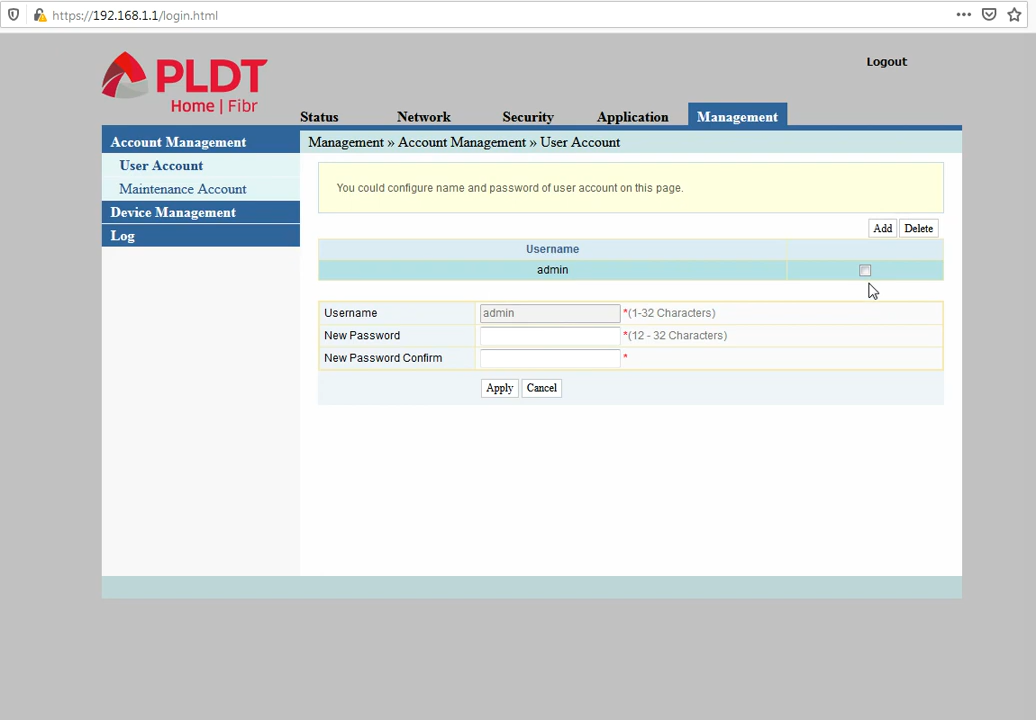 https://192.168.1.1/login.html
Logout
PLDT
Home | Fibr
Status Network Security Application Management
Account Management
Management » Account Management » User Account
User Account
Maintenance Account
Device Management
Log
You could configure name and password of user account on this page.
Add Delete
Username
admin
Username admin *(1-32 Characters)
New Password *(12 - 32 Characters)
New Password Confirm *
Apply Cancel